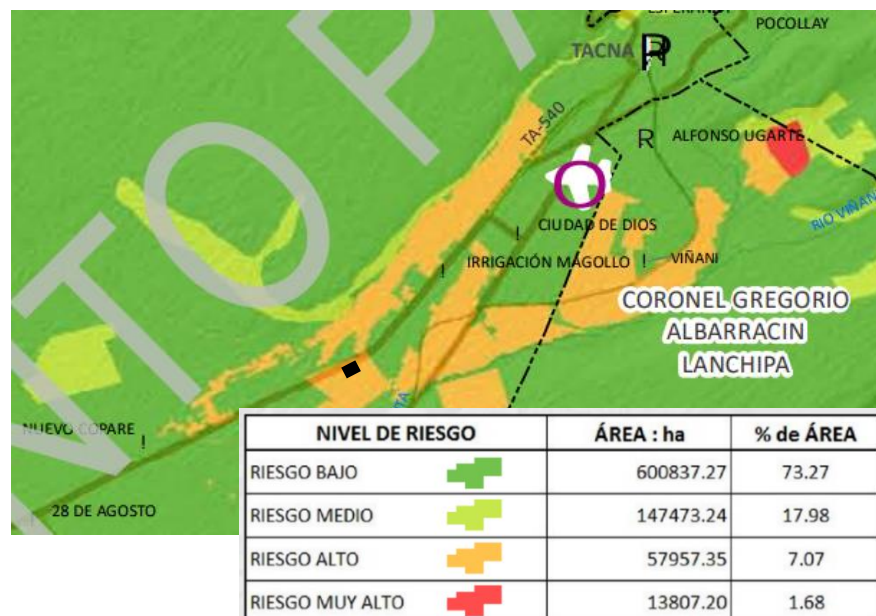 POCOLLAY
TACNA
R
TA-540
R
ALFONSO UGARTE
CIUDAD DE DIOS
RIO VIÑANI
IRRIGACIÓN MAGOLLO
VIÑANI
CORONEL GREGORIO
ALBARRACIN
LANCHIPA
NUEVO COPARE
28 DE AGOSTO
NIVEL DE RIESGO ÁREA : ha % de ÁREA
RIESGO BAJO 600837.27 73.27
RIESGO MEDIO 147473.24 17.98
RIESGO ALTO 57957.35 7.07
RIESGO MUY ALTO 13807.20 1.68